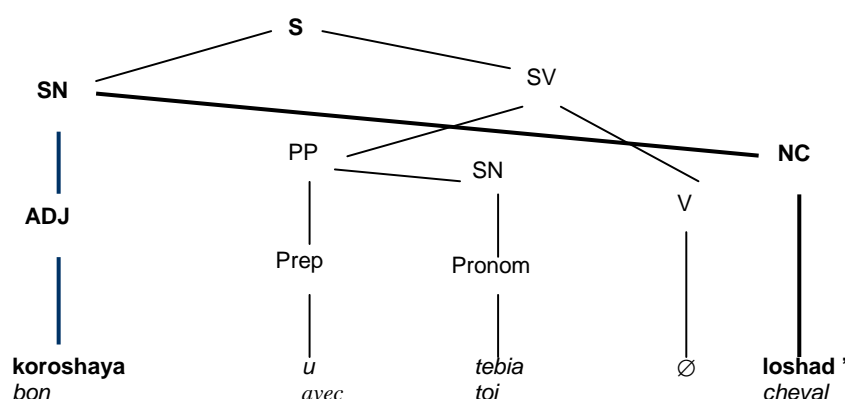 S
SV
SN
PP
NC
SN
V
ADJ
Prep
Pronom
koroshaya u tebia ∅ loshad ’
bon avec toi cheval